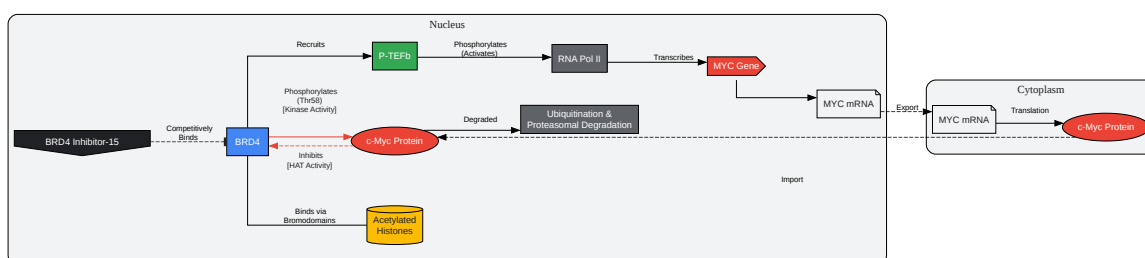 Nucleus
Recruits
P-TEFb
Phosphorylates
(Activates)
RNA Pol II
Transcribes
MYC Gene
MYC mRNA
Export
Cytoplasm
MYC mRNA
Translation
c-Myc Protein
Phosphorylates
(Thr58)
[Kinase Activity]
BRD4 Inhibitor-15
Competitively
Binds
BRD4
c-Myc Protein
Degraded
Ubiquitination &
Proteasomal Degradation
Inhibits
[HAT Activity]
Import
Binds via
Bromodomains
Acetylated
Histones